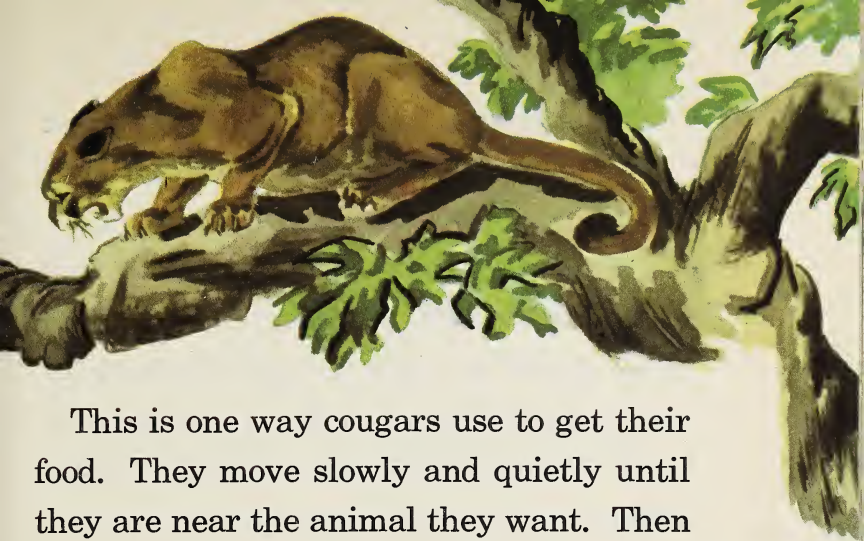 This is one way cougars use to get their
food. They move slowly and quietly until
they are near the animal they want. Then